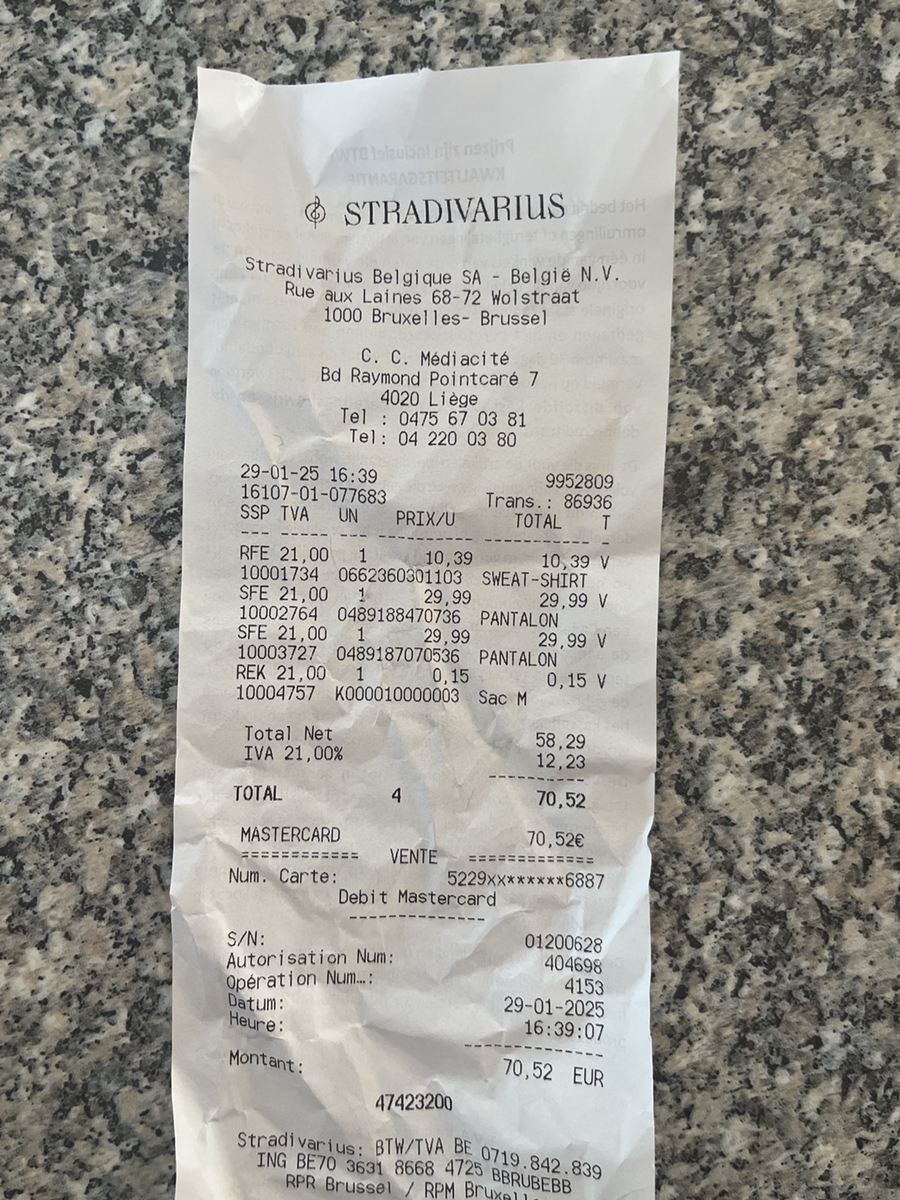 STRADIVARIUS
Stradivarius Belgique SA - België N.V.
Rue aux Laines 68-72 Wolstraat
1000 Bruxelles- Brussel
C. C. Médiacité
Bd Raymond Pointcaré 7
4020 Liège
Tel : 0475 67 03 81
Tel: 04 220 03 80
29-01-25 16:39 9952809
16107-01-077683 Trans.: 86936
SSP TVA UN PRIX/U TOTAL T
--- ----- --- ---------- ----------- -
RFE 21,00 1 10,39 10,39 V
10001734 0662360301103 SWEAT-SHIRT
SFE 21,00 1 29,99 29,99 V
10002764 0489188470736 PANTALON
SFE 21,00 1 29,99 29,99 V
10003727 0489187070536 PANTALON
REK 21,00 1 0,15 0,15 V
10004757 K000010000003 Sac M
Total Net 58,29
IVA 21,00% 12,23
----------
TOTAL 4 70,52
MASTERCARD 70,52€
============ VENTE =============
Num. Carte: 5229XX******6887
Debit Mastercard
--------------
S/N: 01200628
Autorisation Num: 404698
Opération Num…: 4153
Datum: 29-01-2025
Heure: 16:39:07
--------------
Montant: 70,52 EUR
47423200
Stradivarius: BTW/TVA BE 0719.842.839
ING BE70 3631 8668 4725 BBRUBEBB
RPR Brussel / RPM